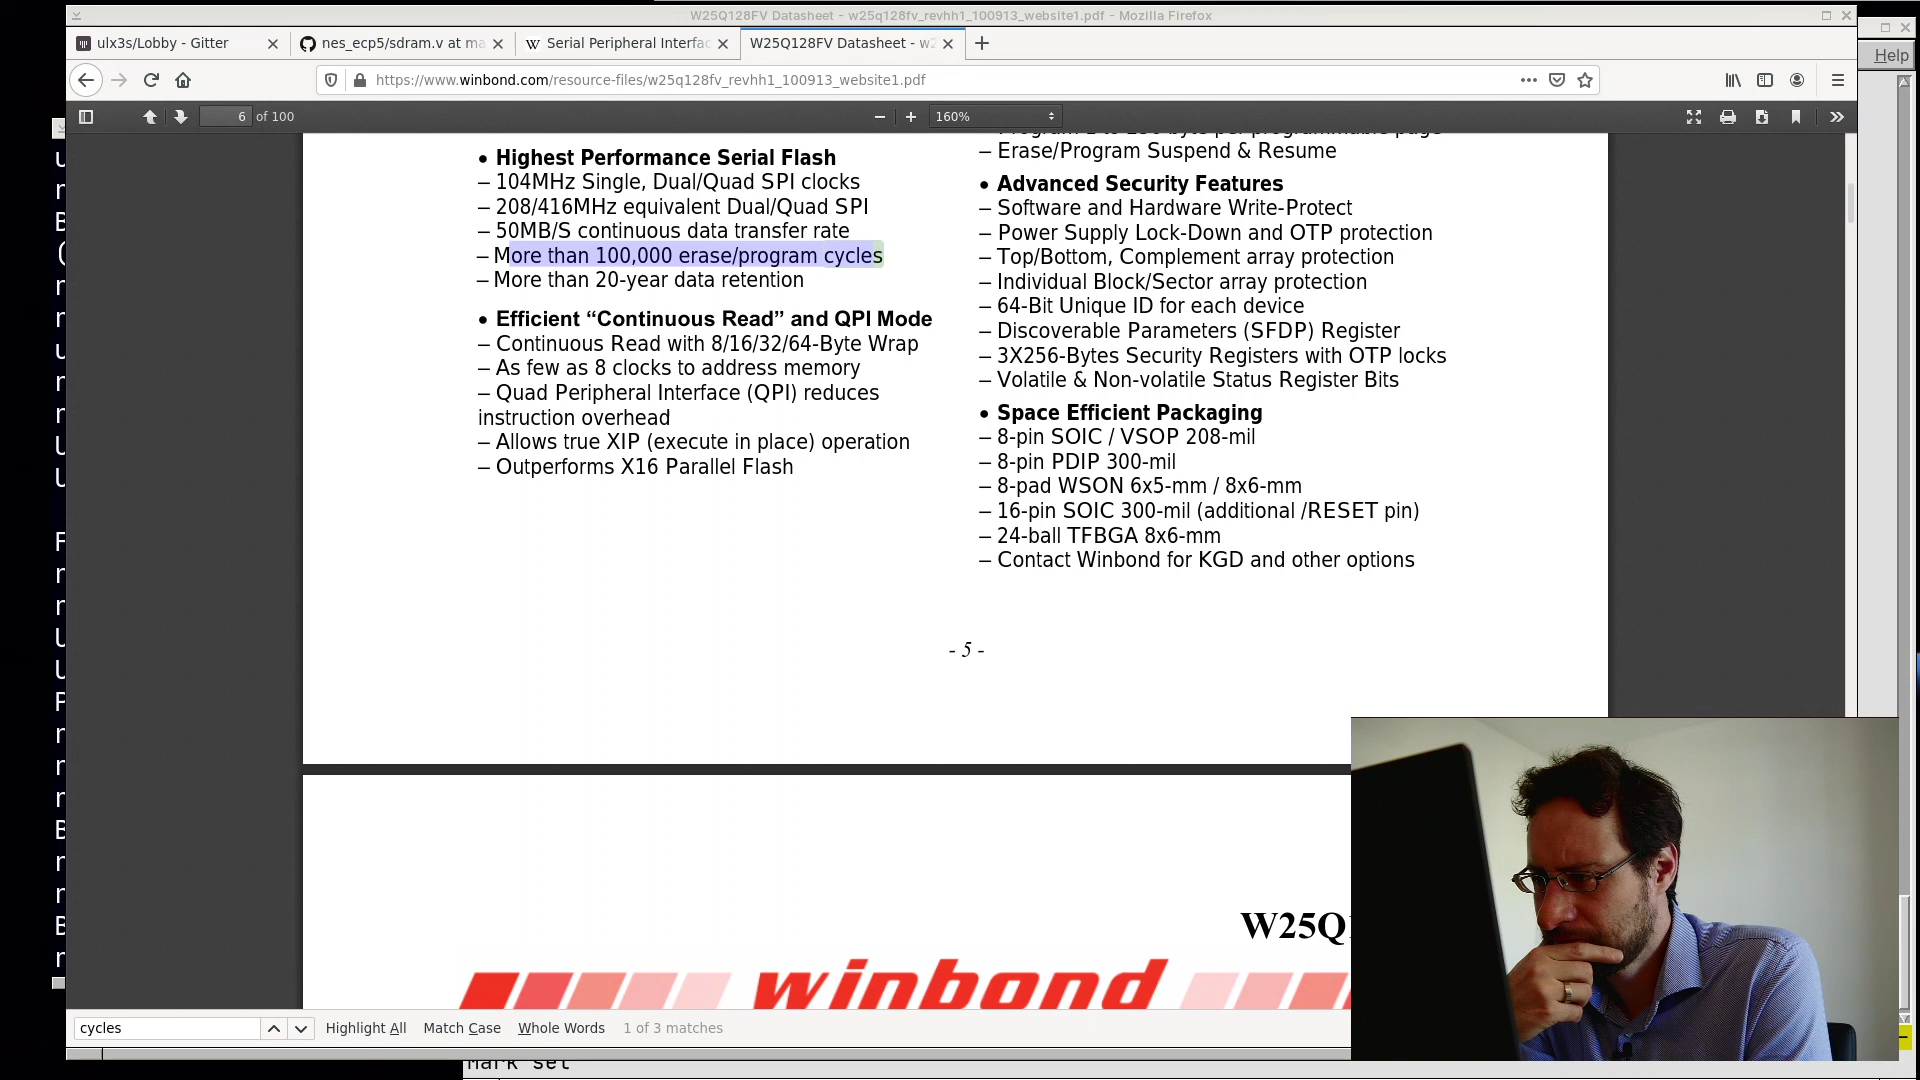 W25Q128FV Datasheet - w25q128fv_revhh1_100913_website1.pdf - Mozilla Firefox
ulx3s/Lobby - Gitter
nes_ecp5/sdram.v at ma
Serial Peripheral Interfac
W25Q128FV Datasheet - w2
Help
https://www.winbond.com/resource-files/w25q128fv_revhh1_100913_website1.pdf
6 of 100
160%
• Highest Performance Serial Flash
– 104MHz Single, Dual/Quad SPI clocks
– 208/416MHz equivalent Dual/Quad SPI
– 50MB/S continuous data transfer rate
– More than 100,000 erase/program cycles
– More than 20-year data retention
• Efficient “Continuous Read” and QPI Mode
– Continuous Read with 8/16/32/64-Byte Wrap
– As few as 8 clocks to address memory
– Quad Peripheral Interface (QPI) reduces
instruction overhead
– Allows true XIP (execute in place) operation
– Outperforms X16 Parallel Flash
– Erase/Program Suspend & Resume
• Advanced Security Features
– Software and Hardware Write-Protect
– Power Supply Lock-Down and OTP protection
– Top/Bottom, Complement array protection
– Individual Block/Sector array protection
– 64-Bit Unique ID for each device
– Discoverable Parameters (SFDP) Register
– 3X256-Bytes Security Registers with OTP locks
– Volatile & Non-volatile Status Register Bits
• Space Efficient Packaging
– 8-pin SOIC / VSOP 208-mil
– 8-pin PDIP 300-mil
– 8-pad WSON 6x5-mm / 8x6-mm
– 16-pin SOIC 300-mil (additional /RESET pin)
– 24-ball TFBGA 8x6-mm
– Contact Winbond for KGD and other options
- 5 -
W25Q1
winbond
cycles
Highlight All
Match Case
Whole Words
1 of 3 matches
Mark set